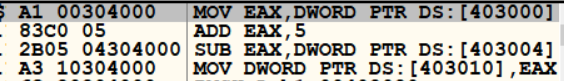 $ A1 00304000 MOV EAX,DWORD PTR DS:[403000]
. 83C0 05 ADD EAX,5
. 2B05 04304000 SUB EAX,DWORD PTR DS:[403004]
. A3 10304000 MOV DWORD PTR DS:[403010],EAX